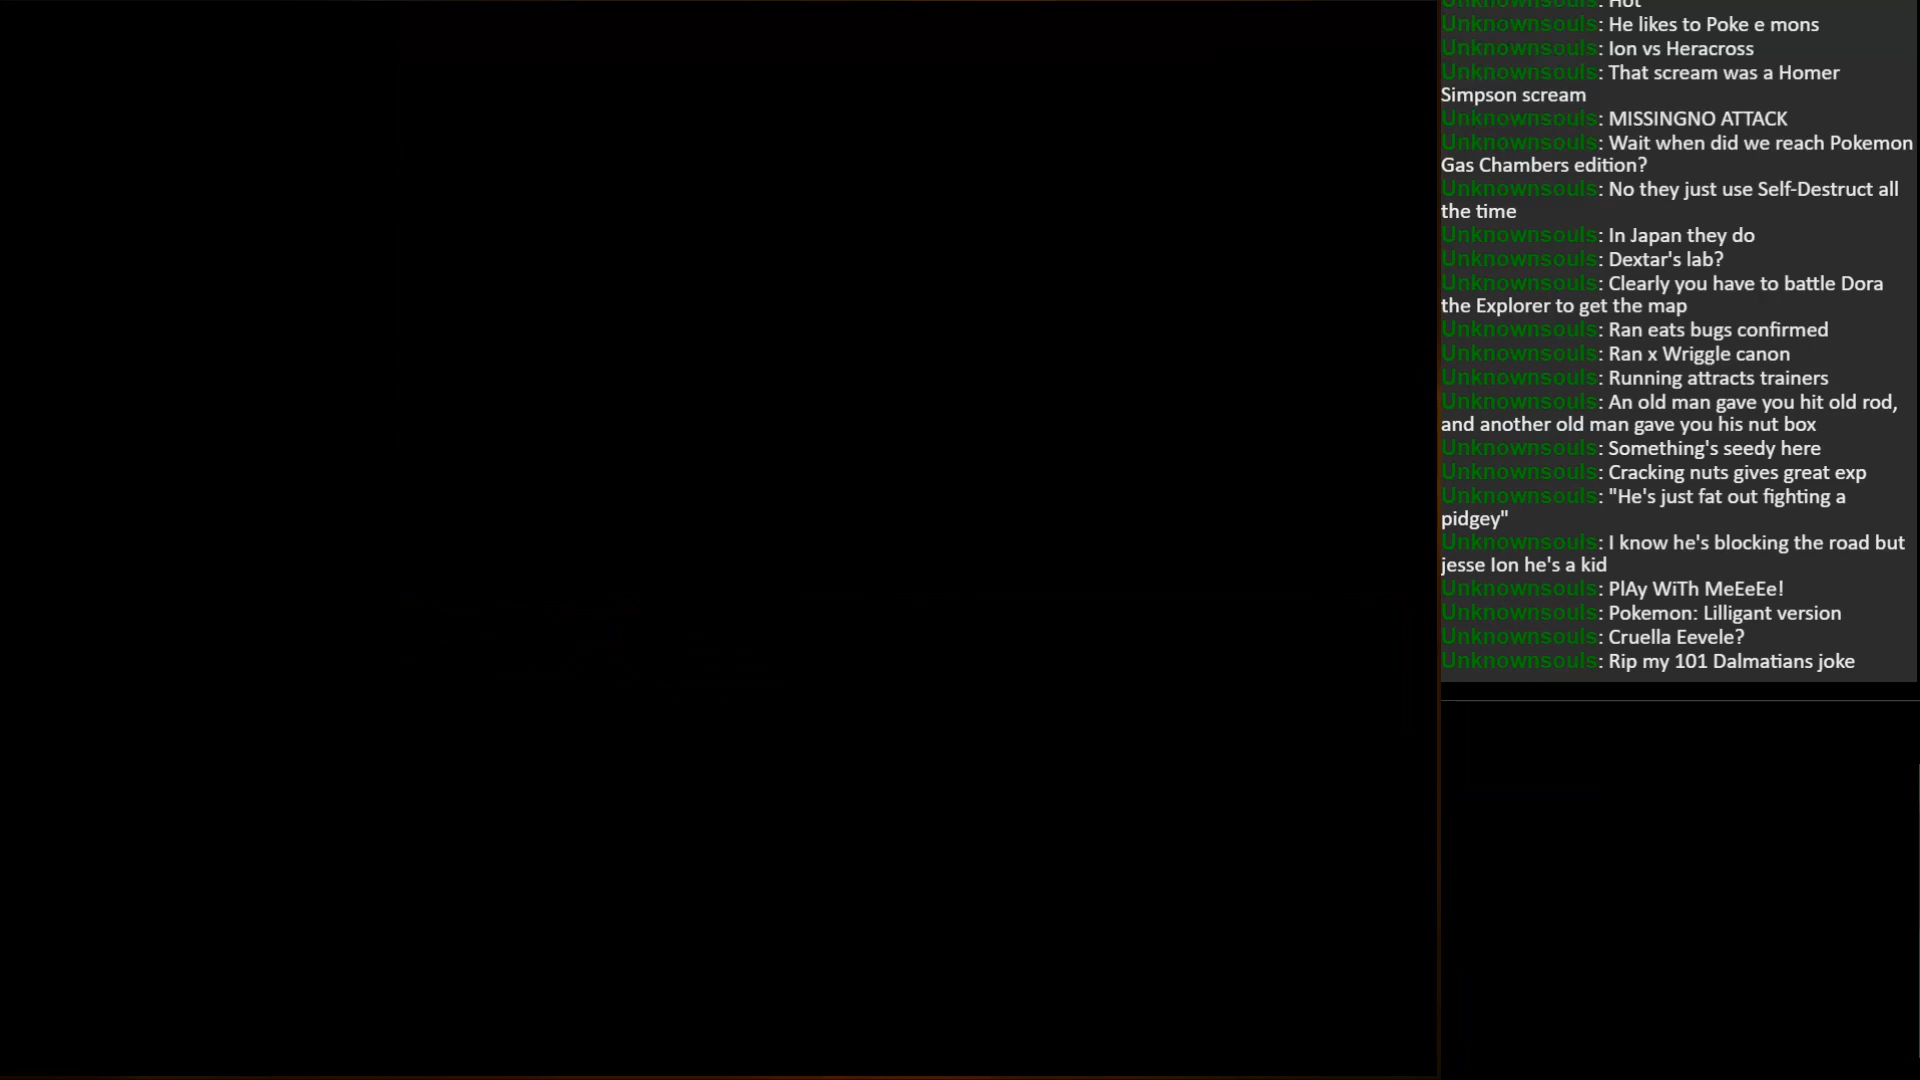 Unknownsouls: Hot
Unknownsouls: He likes to Poke e mons
Unknownsouls: Ion vs Heracross
Unknownsouls: That scream was a Homer
Simpson scream
Unknownsouls: MISSINGNO ATTACK
Unknownsouls: Wait when did we reach Pokemon
Gas Chambers edition?
Unknownsouls: No they just use Self-Destruct all
the time
Unknownsouls: In Japan they do
Unknownsouls: Dextar's lab?
Unknownsouls: Clearly you have to battle Dora
the Explorer to get the map
Unknownsouls: Ran eats bugs confirmed
Unknownsouls: Ran x Wriggle canon
Unknownsouls: Running attracts trainers
Unknownsouls: An old man gave you hit old rod,
and another old man gave you his nut box
Unknownsouls: Something's seedy here
Unknownsouls: Cracking nuts gives great exp
Unknownsouls: "He's just fat out fighting a
pidgey"
Unknownsouls: I know he's blocking the road but
jesse Ion he's a kid
Unknownsouls: PlAy WiTh MeEeEe!
Unknownsouls: Pokemon: Lilligant version
Unknownsouls: Cruella Eevele?
Unknownsouls: Rip my 101 Dalmatians joke